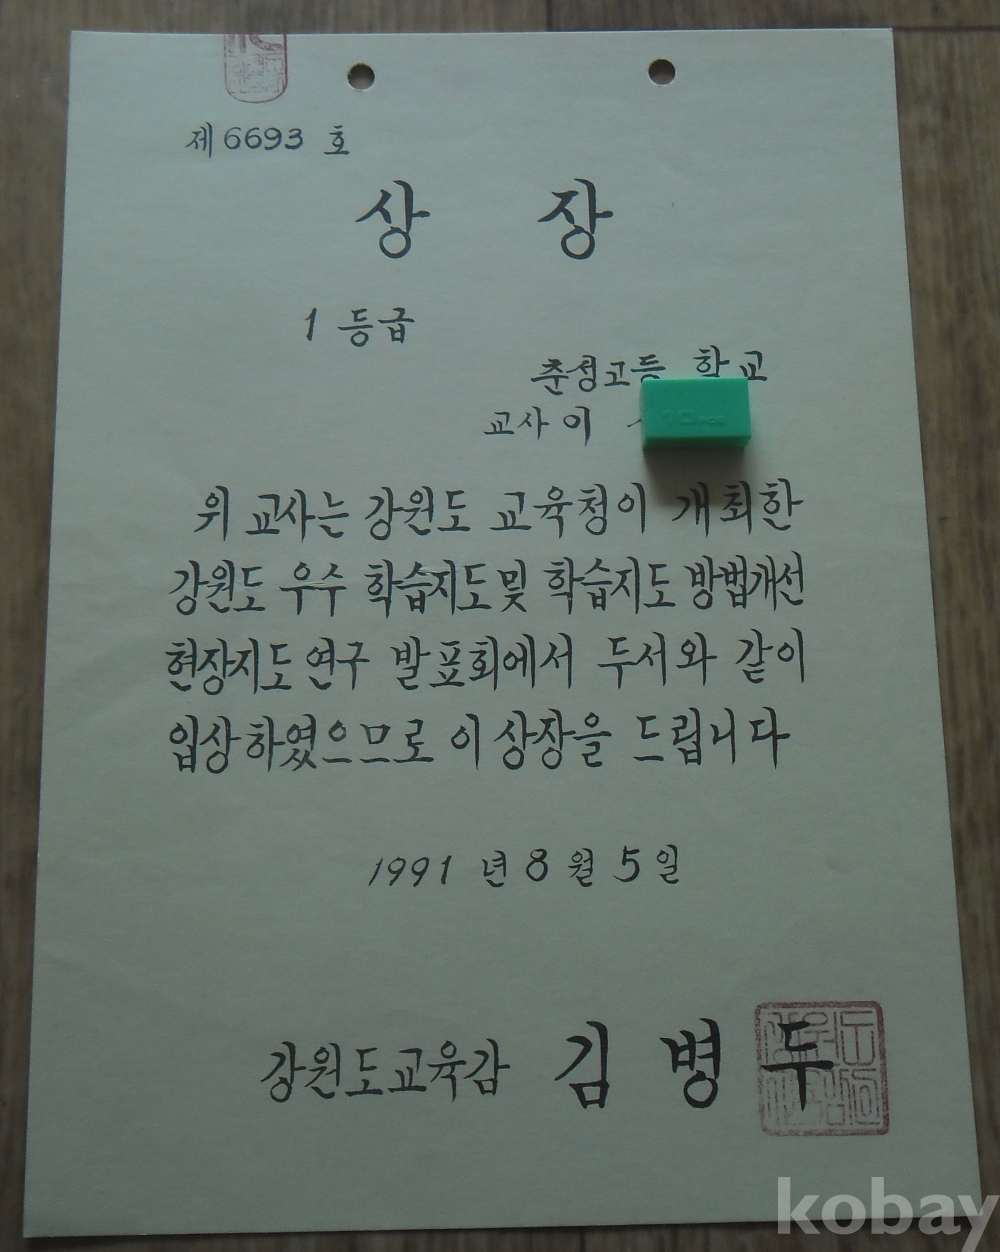 제 6693 호
상 장
1 등급
춘성고등 학교
교사 이
위 교사는 강원도 교육청이 개최한
강원도 우수 학습지도 및 학습지도 방법개선
현장지도 연구 발표회에서 두서와 같이
입상하였으므로 이 상장을 드립니다
1991 년 8 월 5 일
강원도교육감 김 병 두
kobay